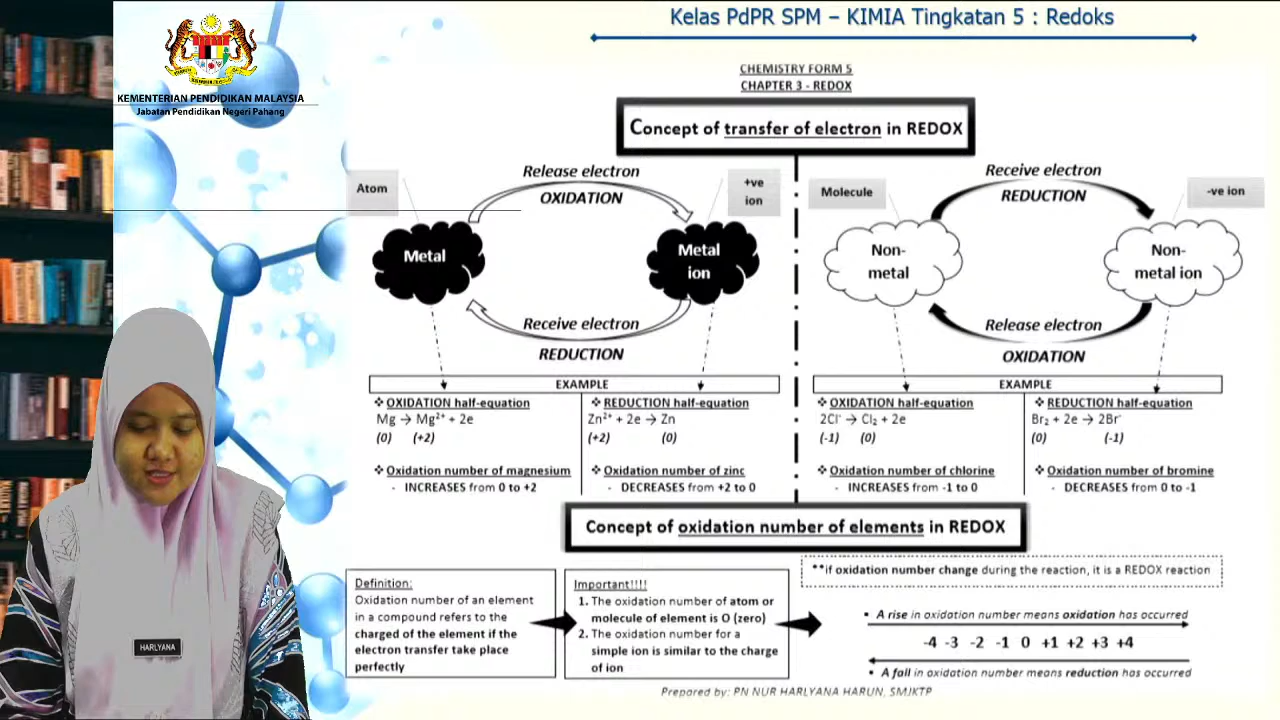 Kelas PdPR SPM – KIMIA Tingkatan 5 : Redoks
KEMENTERIAN PENDIDIKAN MALAYSIA
Jabatan Pendidikan Negeri Pahang
CHEMISTRY FORM 5
CHAPTER 3 - REDOX
Concept of transfer of electron in REDOX
Atom
Release electron
OXIDATION
+ve
ion
Metal
Metal
ion
Receive electron
REDUCTION
Molecule
Receive electron
REDUCTION
-ve ion
Non-
metal
Non-
metal ion
Release electron
OXIDATION
EXAMPLE
❖ OXIDATION half-equation
Mg → Mg²⁺ + 2e
(0) (+2)
❖ Oxidation number of magnesium
- INCREASES from 0 to +2
❖ REDUCTION half-equation
Zn²⁺ + 2e → Zn
(+2) (0)
❖ Oxidation number of zinc
- DECREASES from +2 to 0
EXAMPLE
❖ OXIDATION half-equation
2Cl⁻ → Cl₂ + 2e
(-1) (0)
❖ Oxidation number of chlorine
- INCREASES from -1 to 0
❖ REDUCTION half-equation
Br₂ + 2e → 2Br⁻
(0) (-1)
❖ Oxidation number of bromine
- DECREASES from 0 to -1
Concept of oxidation number of elements in REDOX
Definition:
Oxidation number of an element
in a compound refers to the
charged of the element if the
electron transfer take place
perfectly
Important!!!!
1. The oxidation number of atom or
molecule of element is O (zero)
2. The oxidation number for a
simple ion is similar to the charge
of ion
**if oxidation number change during the reaction, it is a REDOX reaction
• A rise in oxidation number means oxidation has occurred
-4 -3 -2 -1 0 +1 +2 +3 +4
• A fall in oxidation number means reduction has occurred
Prepared by: PN NUR HARLYANA HARUN, SMJKTP
HARLYANA